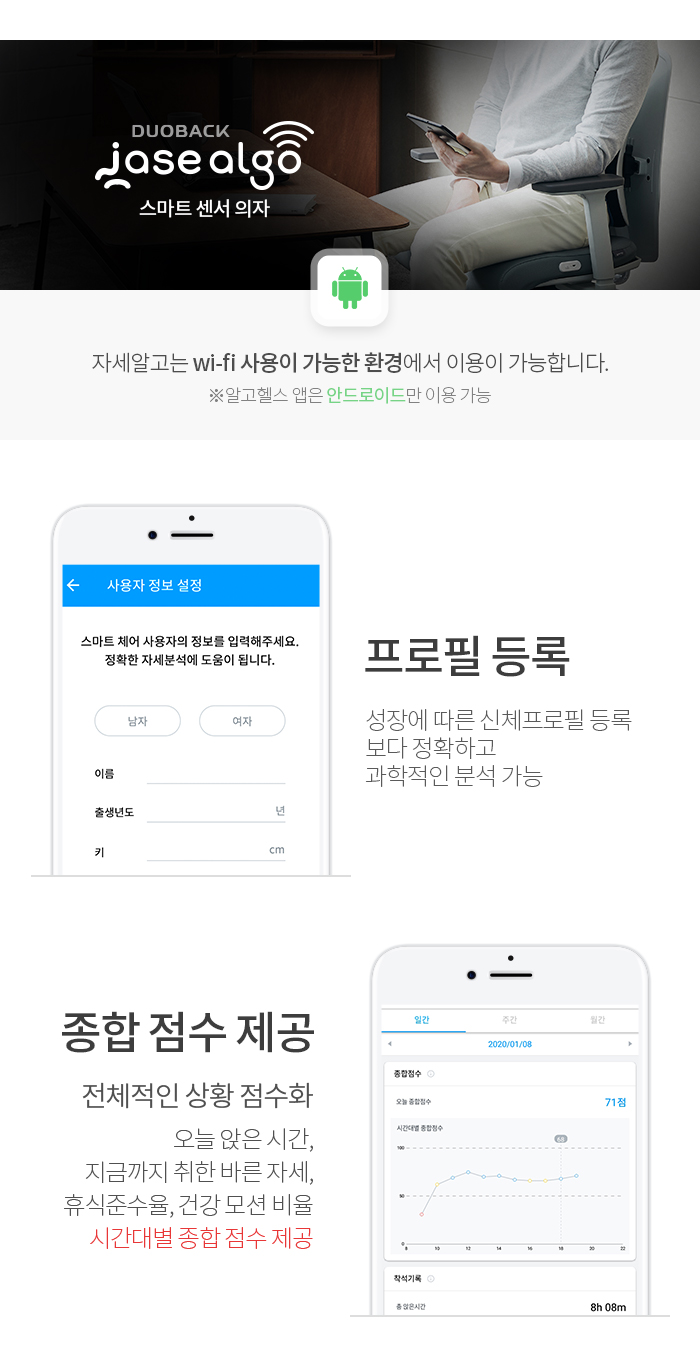 DUOBACK
jase algo
스마트 센서 의자
자세알고는 wi-fi 사용이 가능한 환경에서 이용이 가능합니다.
※알고헬스 앱은 안드로이드만 이용 가능
사용자 정보 설정
스마트 체어 사용자의 정보를 입력해주세요.
정확한 자세분석에 도움이 됩니다.
남자 여자
이름
출생년도 년
키 cm
프로필 등록
성장에 따른 신체프로필 등록
보다 정확하고
과학적인 분석 가능
종합 점수 제공
전체적인 상황 점수화
오늘 앉은 시간,
지금까지 취한 바른 자세,
휴식준수율, 건강 모션 비율
시간대별 종합 점수 제공
일간 주간 월간
2020/01/08
종합점수
오늘 종합점수 71점
시간대별 종합점수
68
100
50
0
8 10 12 14 16 18 20 22
착석기록
총 앉은시간 8h 08m